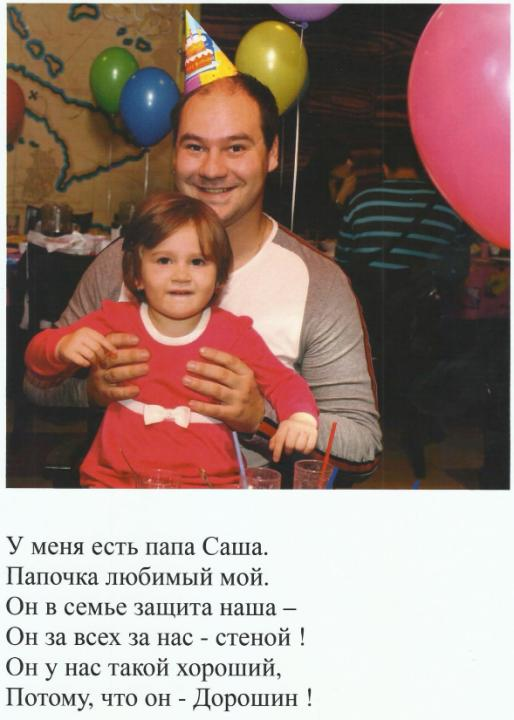 У меня есть папа Саша.
Папочка любимый мой.
Он в семье защита наша –
Он за всех за нас - стеной !
Он у нас такой хороший,
Потому, что он - Дорошин !